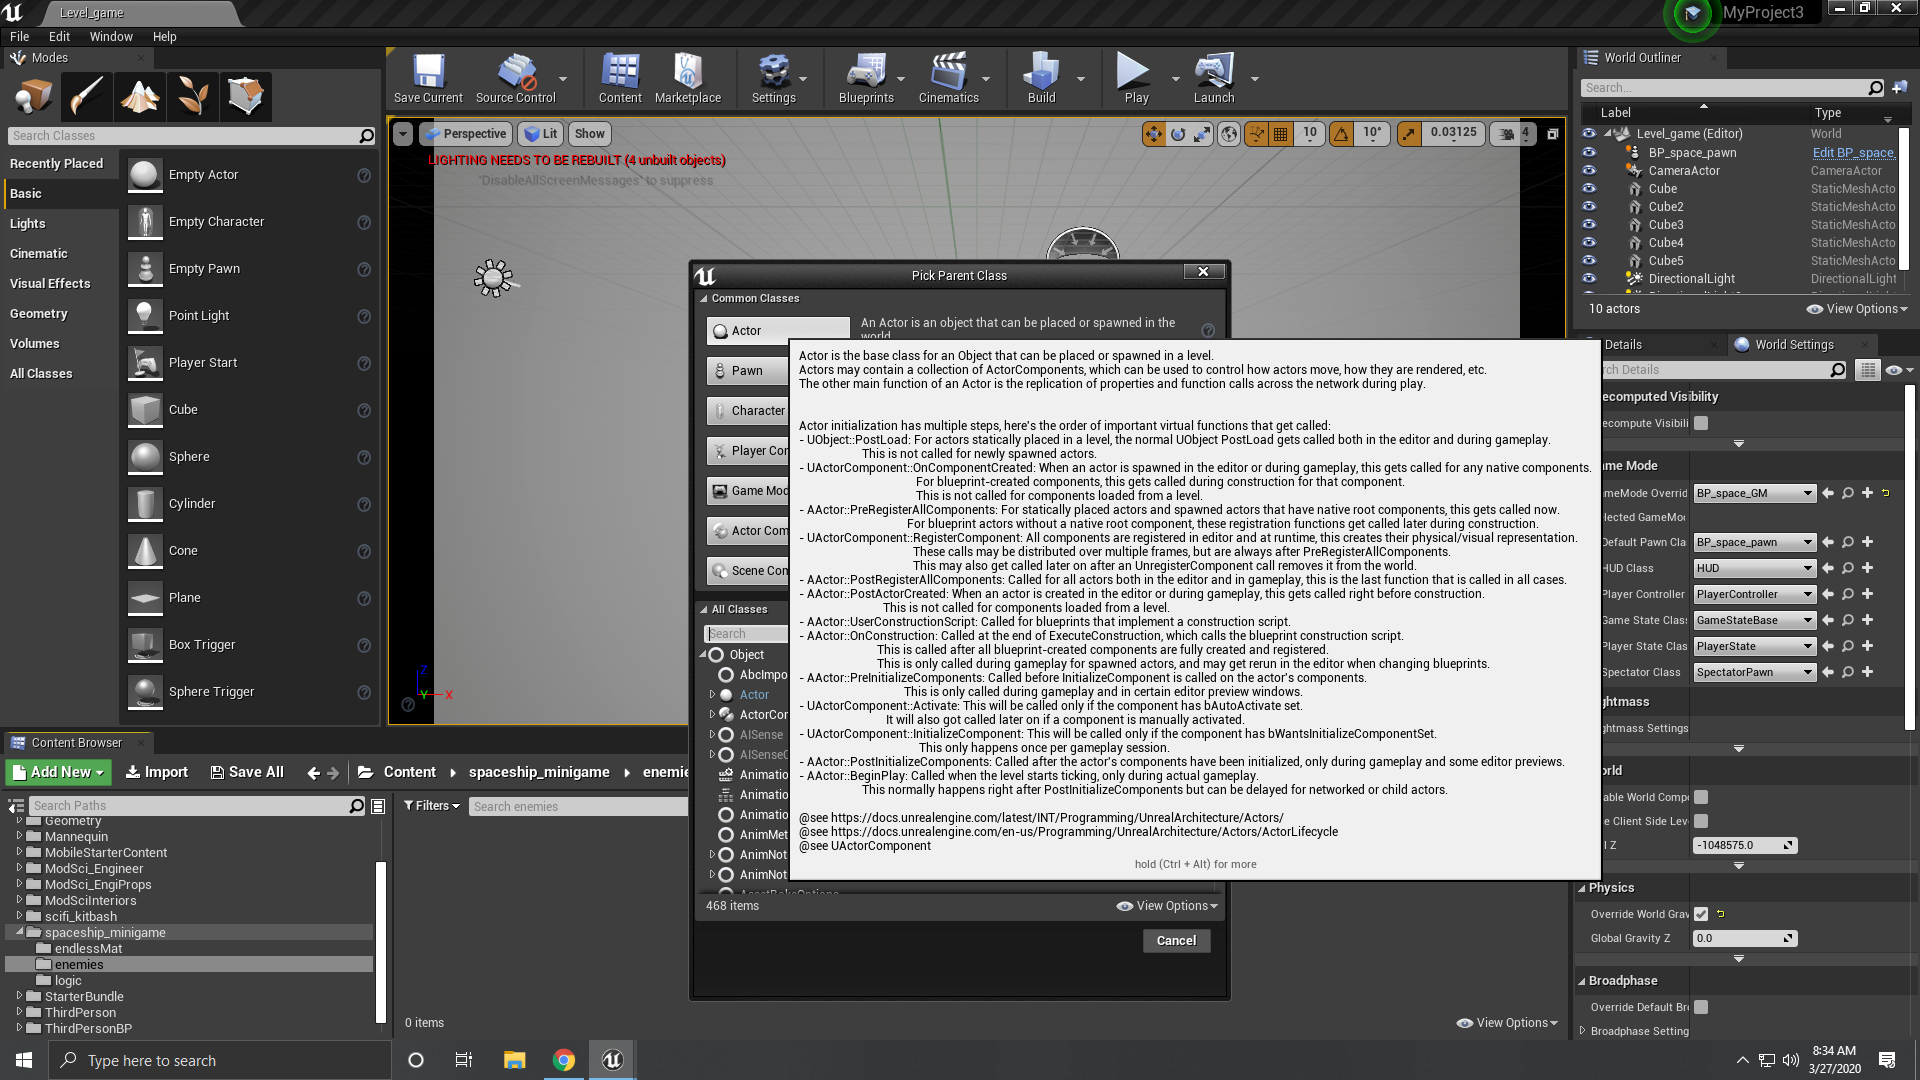 Level_game
MyProject3
File
Edit
Window
Help
Modes
Search Classes
Recently Placed
Basic
Lights
Cinematic
Visual Effects
Geometry
Volumes
All Classes
Empty Actor
Empty Character
Empty Pawn
Point Light
Player Start
Cube
Sphere
Cylinder
Cone
Plane
Box Trigger
Sphere Trigger
Save Current
Source Control
Content
Marketplace
Settings
Blueprints
Cinematics
Build
Play
Launch
Perspective
Lit
Show
10
10°
0.03125
4
LIGHTING NEEDS TO BE REBUILT (4 unbuilt objects)
'DisableAllScreenMessages' to suppress
Z
Y
X
Pick Parent Class
Common Classes
Actor
An Actor is an object that can be placed or spawned in the
world
Pawn
Character
Player Con
Game Mod
Actor Com
Scene Com
All Classes
Search
Object
AbcImpo
Actor
ActorCor
AISense
AISenseC
Animatio
Animatio
Animatio
AnimMet
AnimNot
AnimNot
AssetBakeOptions
468 items
View Options
Cancel
Actor is the base class for an Object that can be placed or spawned in a level.
Actors may contain a collection of ActorComponents, which can be used to control how actors move, how they are rendered, etc.
The other main function of an Actor is the replication of properties and function calls across the network during play.
Actor initialization has multiple steps, here's the order of important virtual functions that get called:
- UObject::PostLoad: For actors statically placed in a level, the normal UObject PostLoad gets called both in the editor and during gameplay.
This is not called for newly spawned actors.
- UActorComponent::OnComponentCreated: When an actor is spawned in the editor or during gameplay, this gets called for any native components.
For blueprint-created components, this gets called during construction for that component.
This is not called for components loaded from a level.
- AActor::PreRegisterAllComponents: For statically placed actors and spawned actors that have native root components, this gets called now.
For blueprint actors without a native root component, these registration functions get called later during construction.
- UActorComponent::RegisterComponent: All components are registered in editor and at runtime, this creates their physical/visual representation.
These calls may be distributed over multiple frames, but are always after PreRegisterAllComponents.
This may also get called later on after an UnregisterComponent call removes it from the world.
- AActor::PostRegisterAllComponents: Called for all actors both in the editor and in gameplay, this is the last function that is called in all cases.
- AActor::PostActorCreated: When an actor is created in the editor or during gameplay, this gets called right before construction.
This is not called for components loaded from a level.
- AActor::UserConstructionScript: Called for blueprints that implement a construction script.
- AActor::OnConstruction: Called at the end of ExecuteConstruction, which calls the blueprint construction script.
This is called after all blueprint-created components are fully created and registered.
This is only called during gameplay for spawned actors, and may get rerun in the editor when changing blueprints.
- AActor::PreInitializeComponents: Called before InitializeComponent is called on the actor's components.
This is only called during gameplay and in certain editor preview windows.
- UActorComponent::Activate: This will be called only if the component has bAutoActivate set.
It will also got called later on if a component is manually activated.
- UActorComponent::InitializeComponent: This will be called only if the component has bWantsInitializeComponentSet.
This only happens once per gameplay session.
- AActor::PostInitializeComponents: Called after the actor's components have been initialized, only during gameplay and some editor previews.
- AActor::BeginPlay: Called when the level starts ticking, only during actual gameplay.
This normally happens right after PostInitializeComponents but can be delayed for networked or child actors.
@see https://docs.unrealengine.com/latest/INT/Programming/UnrealArchitecture/Actors/
@see https://docs.unrealengine.com/en-us/Programming/UnrealArchitecture/Actors/ActorLifecycle
@see UActorComponent
hold (Ctrl + Alt) for more
World Outliner
Search...
Label
Type
Level_game (Editor)
World
BP_space_pawn
Edit BP_space_
CameraActor
CameraActor
Cube
StaticMeshActo
Cube2
StaticMeshActo
Cube3
StaticMeshActo
Cube4
StaticMeshActo
Cube5
StaticMeshActo
DirectionalLight
DirectionalLight
10 actors
View Options
Details
World Settings
rch Details
ecomputed Visibility
ecompute Visibili
me Mode
meMode Overrid
BP_space_GM
lected GameMo
Default Pawn Cla
BP_space_pawn
HUD Class
HUD
Player Controller
PlayerController
Game State Class
GameStateBase
Player State Class
PlayerState
Spectator Class
SpectatorPawn
ghtmass
ghtmass Settings
orld
able World Comp
e Client Side Leve
l Z
-1048575.0
Physics
Override World Grav
Global Gravity Z
0.0
Broadphase
Override Default Bro
Broadphase Setting
Content Browser
Add New
Import
Save All
Content
spaceship_minigame
enemie
Search Paths
Filters
Search enemies
Geometry
Mannequin
MobileStarterContent
ModSci_Engineer
ModSci_EngiProps
ModSciInteriors
scifi_kitbash
spaceship_minigame
endlessMat
enemies
logic
StarterBundle
ThirdPerson
ThirdPersonBP
0 items
View Options
Type here to search
8:34 AM
3/27/2020